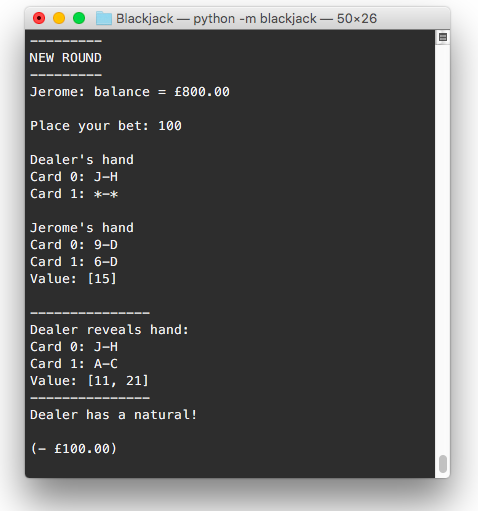 Blackjack — python -m blackjack — 50×26
---------
NEW ROUND
---------
Jerome: balance = £800.00
Place your bet: 100
Dealer's hand
Card 0: J-H
Card 1: *-*
Jerome's hand
Card 0: 9-D
Card 1: 6-D
Value: [15]
---------------
Dealer reveals hand:
Card 0: J-H
Card 1: A-C
Value: [11, 21]
---------------
Dealer has a natural!
(- £100.00)